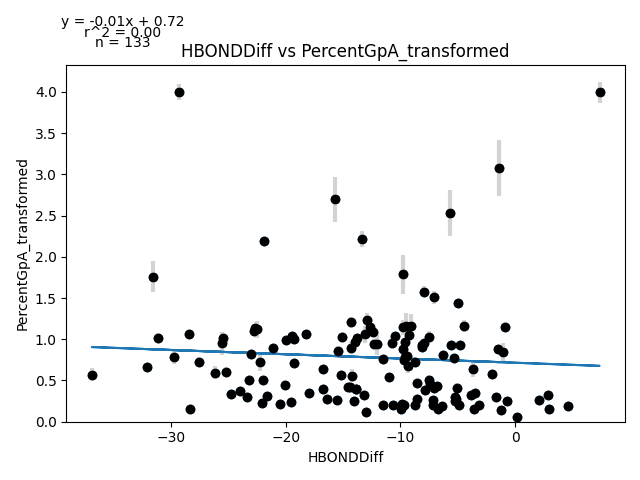 y = -0.01x + 0.72
r^2 = 0.00
n = 133
HBONDDiff vs PercentGpA_transformed
4.0
3.5
3.0
2.5
2.0
1.5
1.0
0.5
0.0
PercentGpA_transformed
−30
−20
−10
0
HBONDDiff